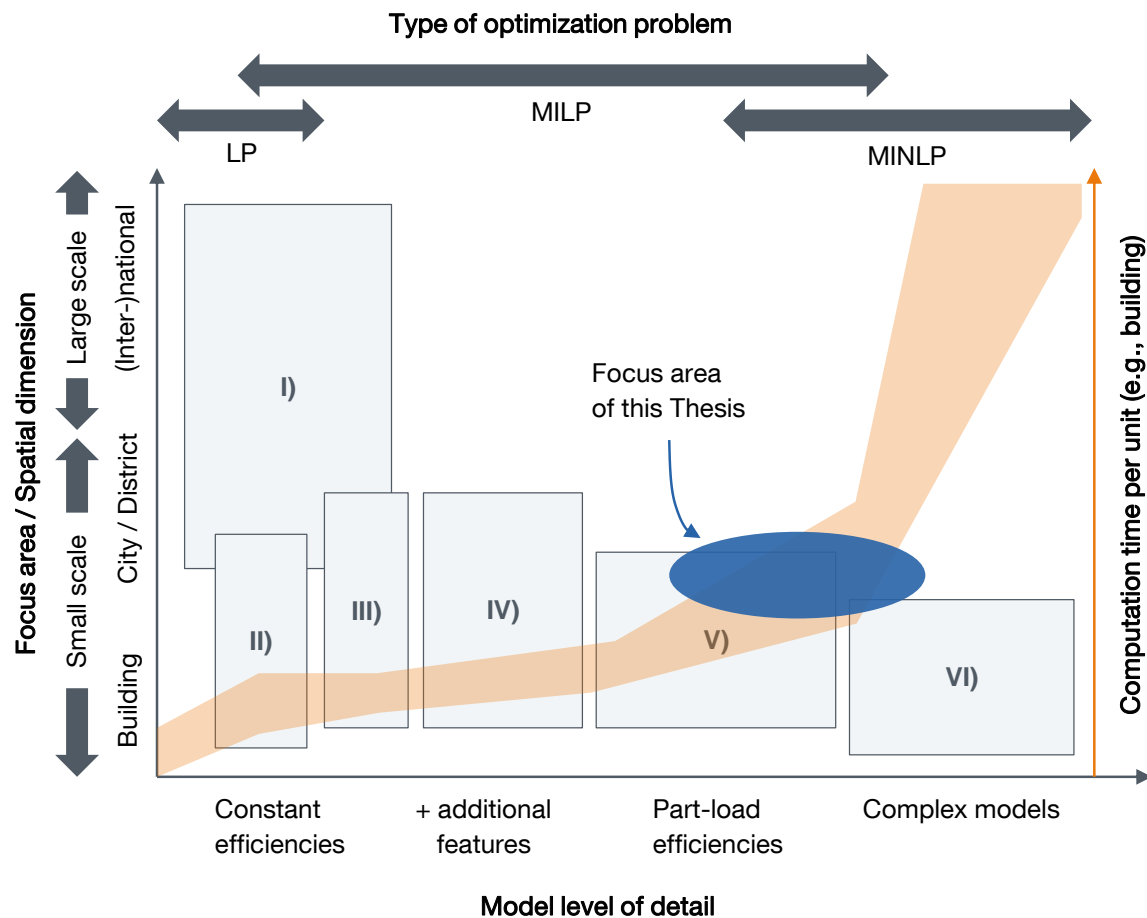 Type of optimization problem
MILP
LP
MINLP
Focus area / Spatial dimension
Large scale
Small scale
(Inter-)national
City / District
Building
I)
II)
III)
IV)
V)
VI)
Focus area
of this Thesis
Computation time per unit (e.g., building)
Constant
efficiencies
+ additional
features
Part-load
efficiencies
Complex models
Model level of detail